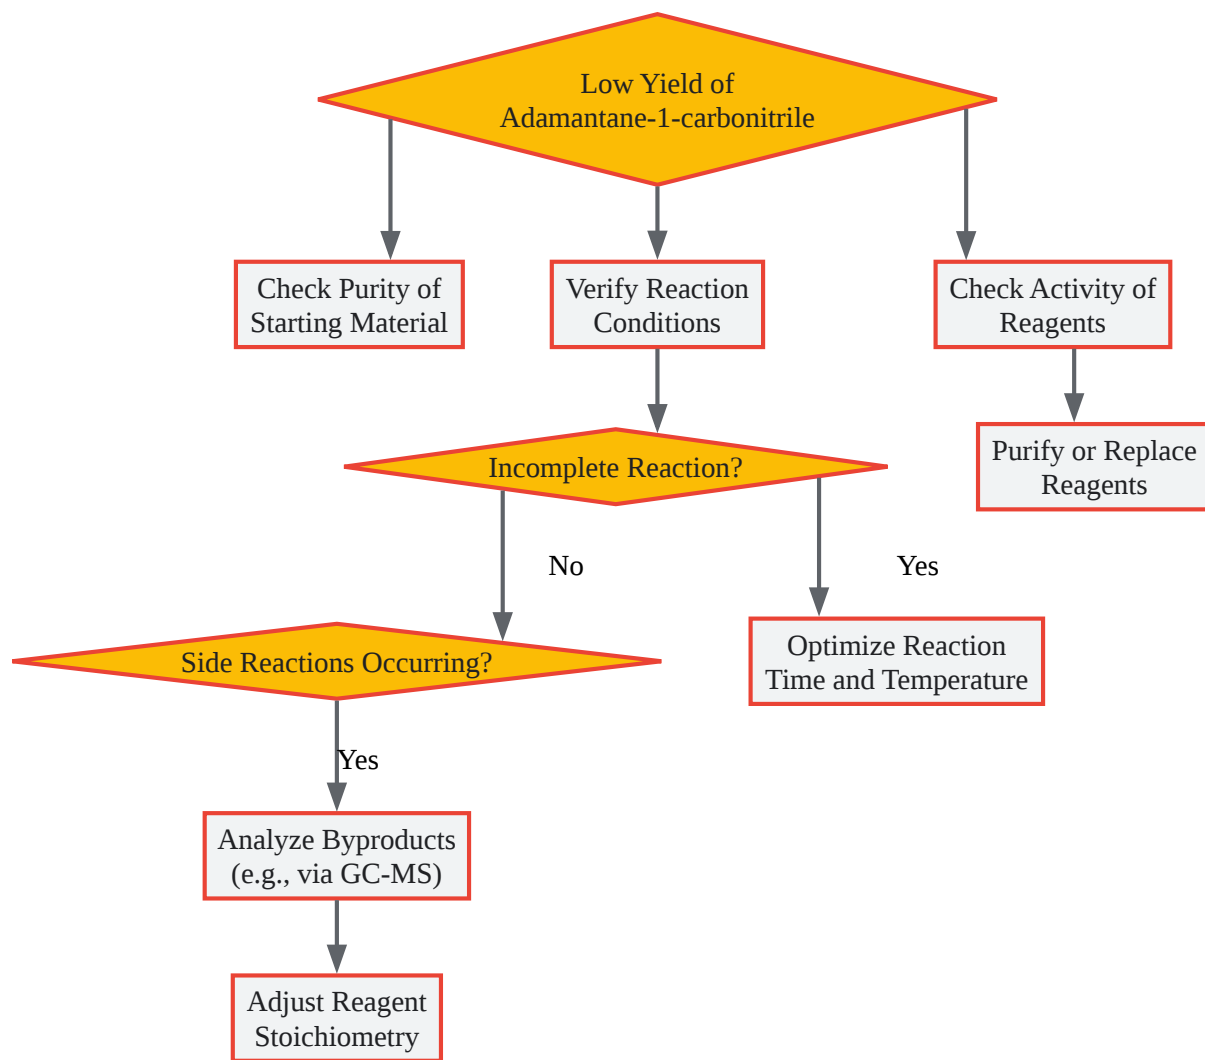 Low Yield of
Adamantane-1-carbonitrile
Check Purity of
Starting Material
Verify Reaction
Conditions
Check Activity of
Reagents
Incomplete Reaction?
Purify or Replace
Reagents
No
Yes
Side Reactions Occurring?
Optimize Reaction
Time and Temperature
Yes
Analyze Byproducts
(e.g., via GC-MS)
Adjust Reagent
Stoichiometry